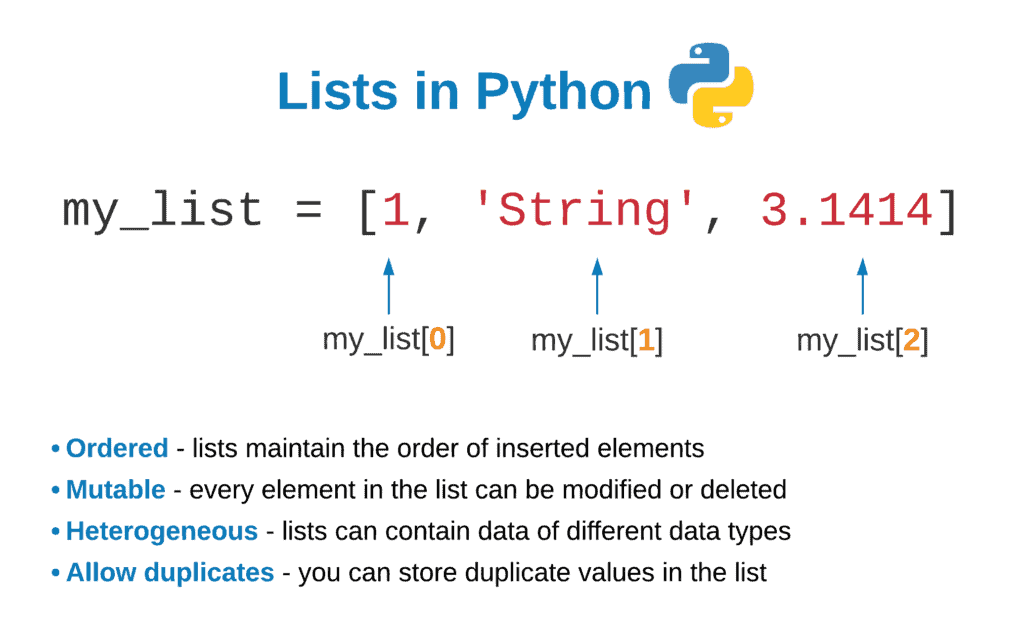 Lists in Python
my_list = [1, 'String', 3.1414]
my_list[0] my_list[1] my_list[2]
• Ordered - lists maintain the order of inserted elements
• Mutable - every element in the list can be modified or deleted
• Heterogeneous - lists can contain data of different data types
• Allow duplicates - you can store duplicate values in the list